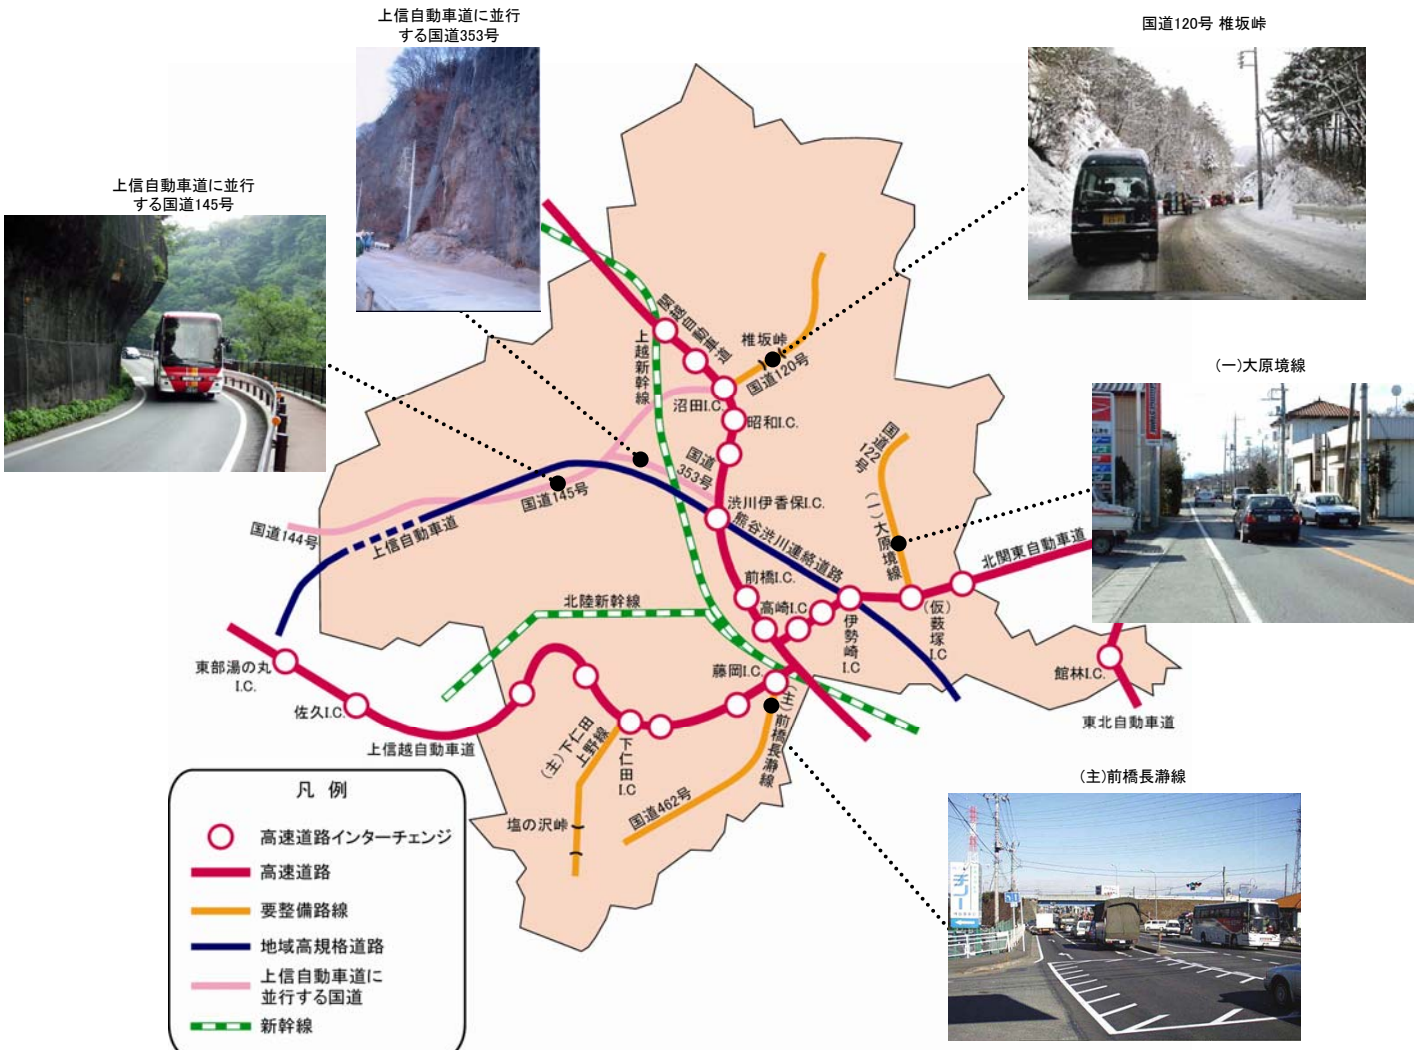 上信自動車道に並行
する国道353号
国道120号 椎坂峠
上信自動車道に並行
する国道145号
(一)大原境線
関越自動車道
上越新幹線
椎坂峠
国道120号
沼田I.C.
昭和I.C.
国道
353号
国道
122号
(一)大原境線
国道145号
渋川伊香保I.C.
国道144号
上信自動車道
熊谷渋川連絡道路
北関東自動車道
前橋I.C.
高崎I.C
北陸新幹線
伊勢崎I.C
(仮)薮塚I.C
東部湯の丸
I.C.
藤岡I.C.
館林I.C.
佐久I.C.
東北自動車道
上信越自動車道
(主)下仁田
上野線
下仁田I.C
(主)前橋長瀞線
国道462号
塩の沢峠
(主)前橋長瀞線
凡 例
高速道路インターチェンジ
高速道路
要整備路線
地域高規格道路
上信自動車道に
並行する国道
新幹線